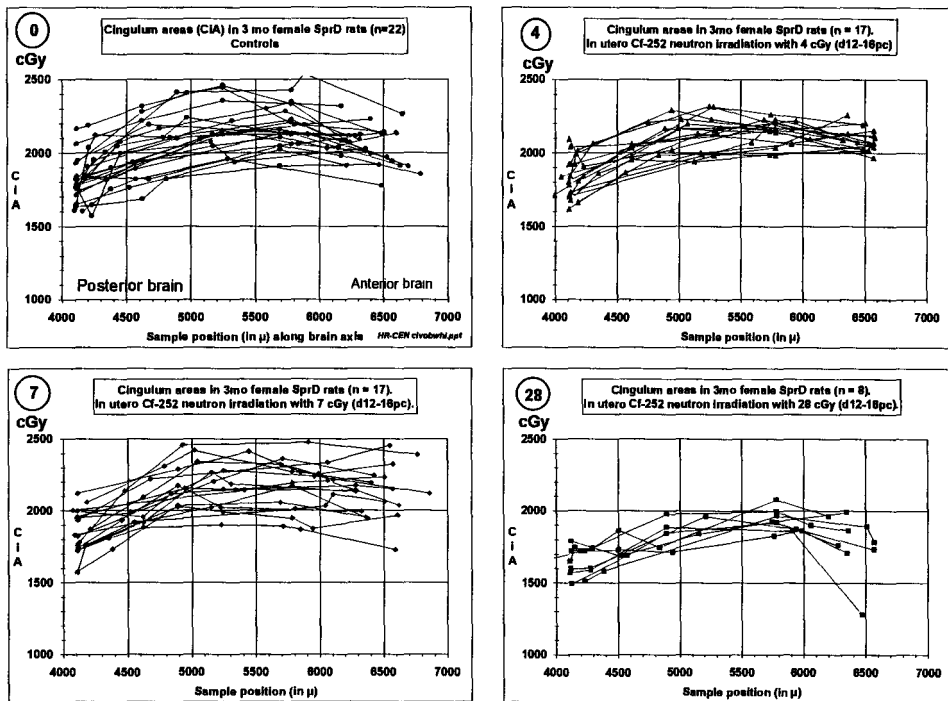 0
cGy
Cingulum areas (CiA) in 3 mo female SprD rats (n=22)
Controls
2500
2000
1500
1000
C
i
A
Posterior brain
Anterior brain
4000 4500 5000 5500 6000 6500 7000
Sample position (in µ) along brain axis
4
cGy
Cingulum areas in 3mo female SprD rats (n = 17).
In utero Cf-252 neutron irradiation with 4 cGy (d12-16pc)
2500
2000
1500
1000
C
i
A
4000 4500 5000 5500 6000 6500 7000
Sample position (in µ)
7
cGy
Cingulum areas in 3mo female SprD rats (n = 17).
In utero Cf-252 neutron irradiation with 7 cGy (d12-16pc).
2500
2000
1500
1000
C
i
A
4000 4500 5000 5500 6000 6500 7000
Sample position (in µ)
28
cGy
Cingulum areas in 3mo female SprD rats (n = 8).
In utero Cf-252 neutron irradiation with 28 cGy (d12-16pc).
2500
2000
1500
1000
C
i
A
4000 4500 5000 5500 6000 6500 7000
Sample position (in µ)